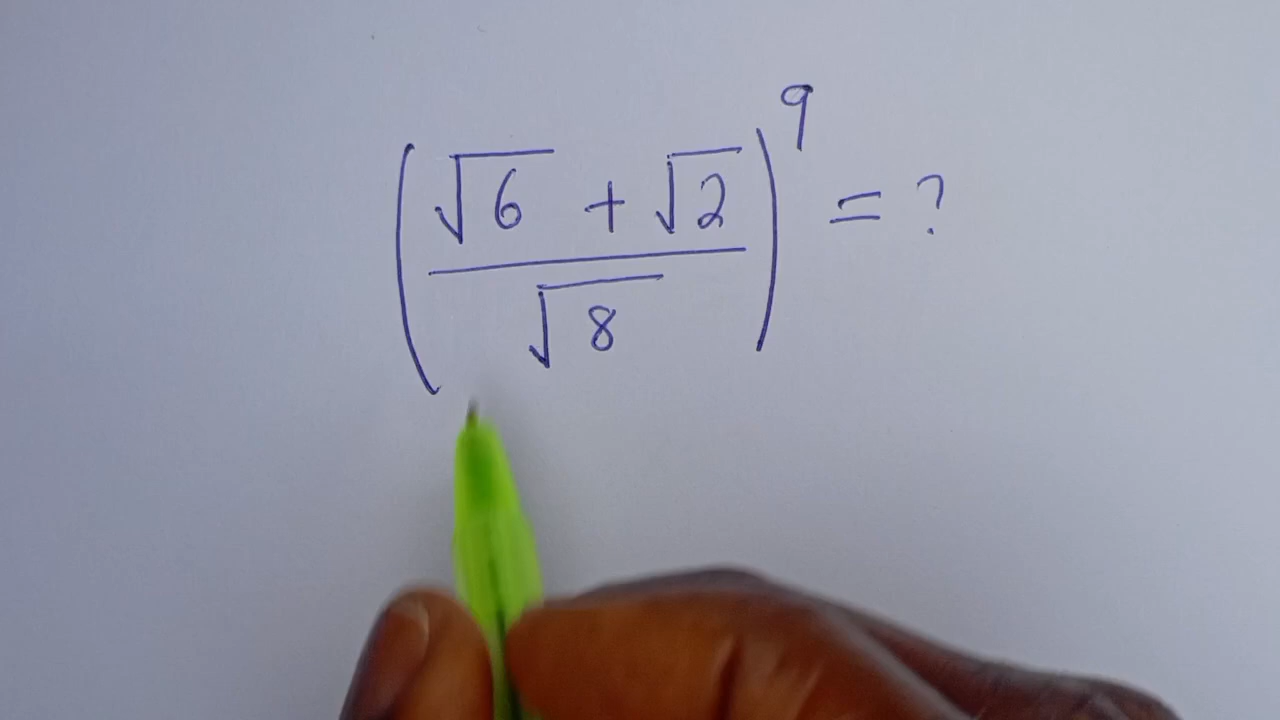 ((√6 + √2)/√8)^9 = ?